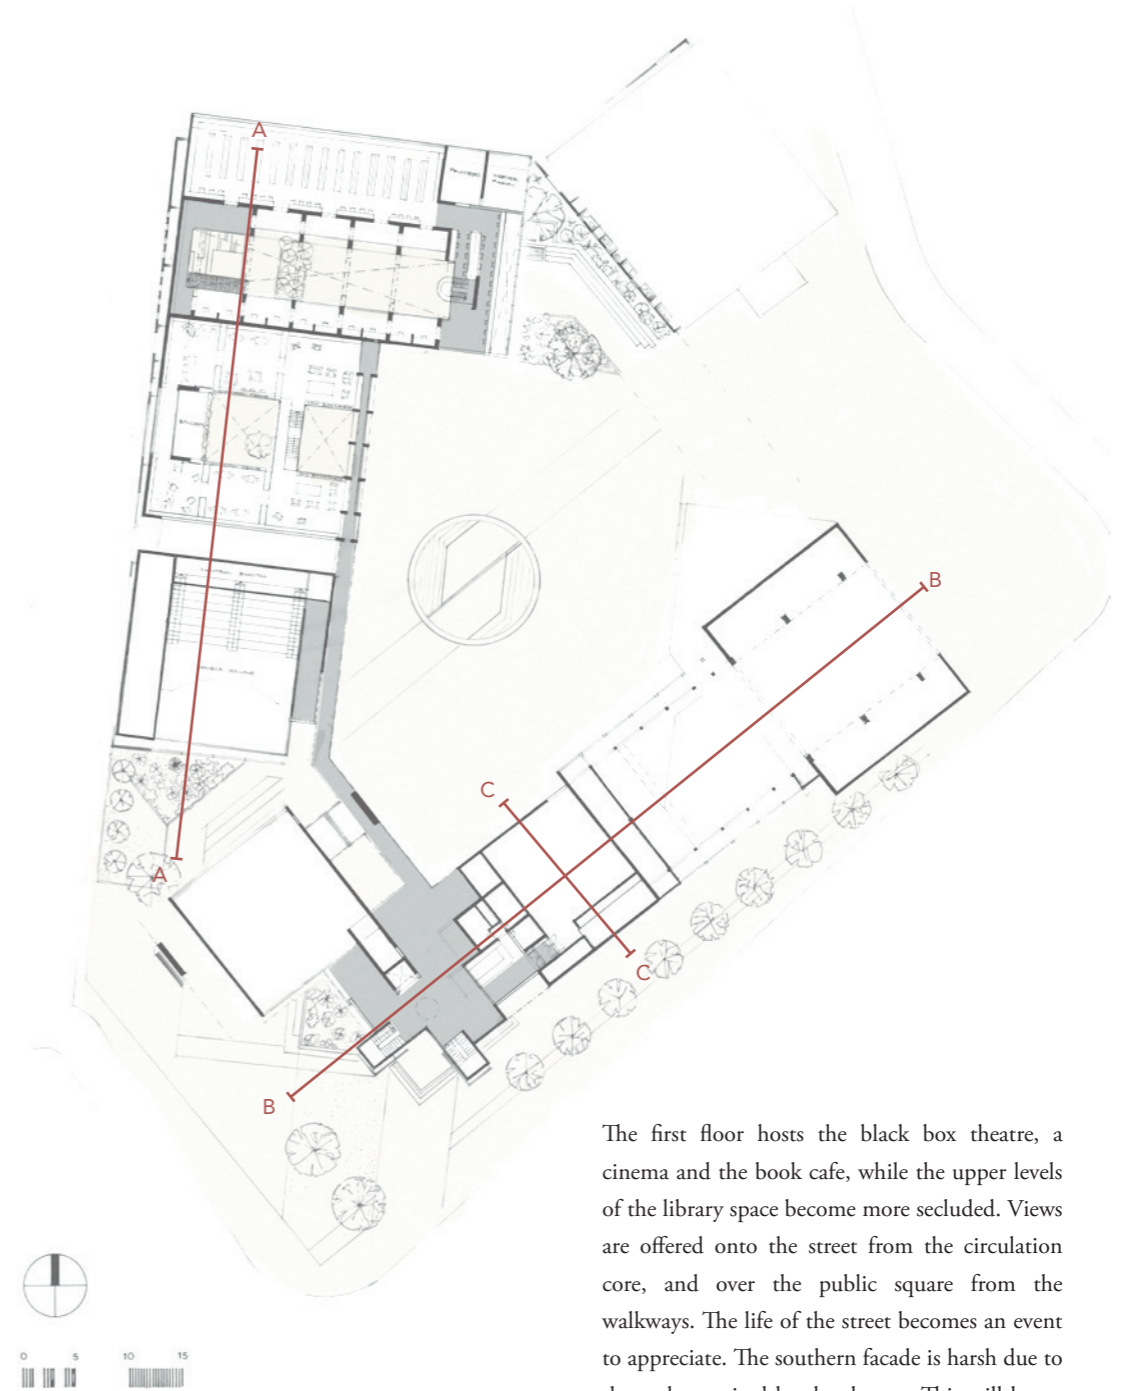 A
A
B
C
C
B
The first floor hosts the black box theatre, a
cinema and the book cafe, while the upper levels
of the library space become more secluded. Views
are offered onto the street from the circulation
core, and over the public square from the
walkways. The life of the street becomes an event
to appreciate. The southern facade is harsh due to
0 5 10 15